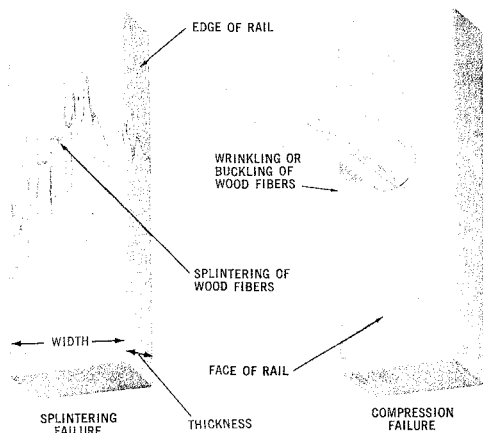 EDGE OF RAIL
WRINKLING OR
BUCKLING OF
WOOD FIBERS
SPLINTERING OF
WOOD FIBERS
WIDTH
FACE OF RAIL
THICKNESS
SPLINTERING
FAILURE
COMPRESSION
FAILURE